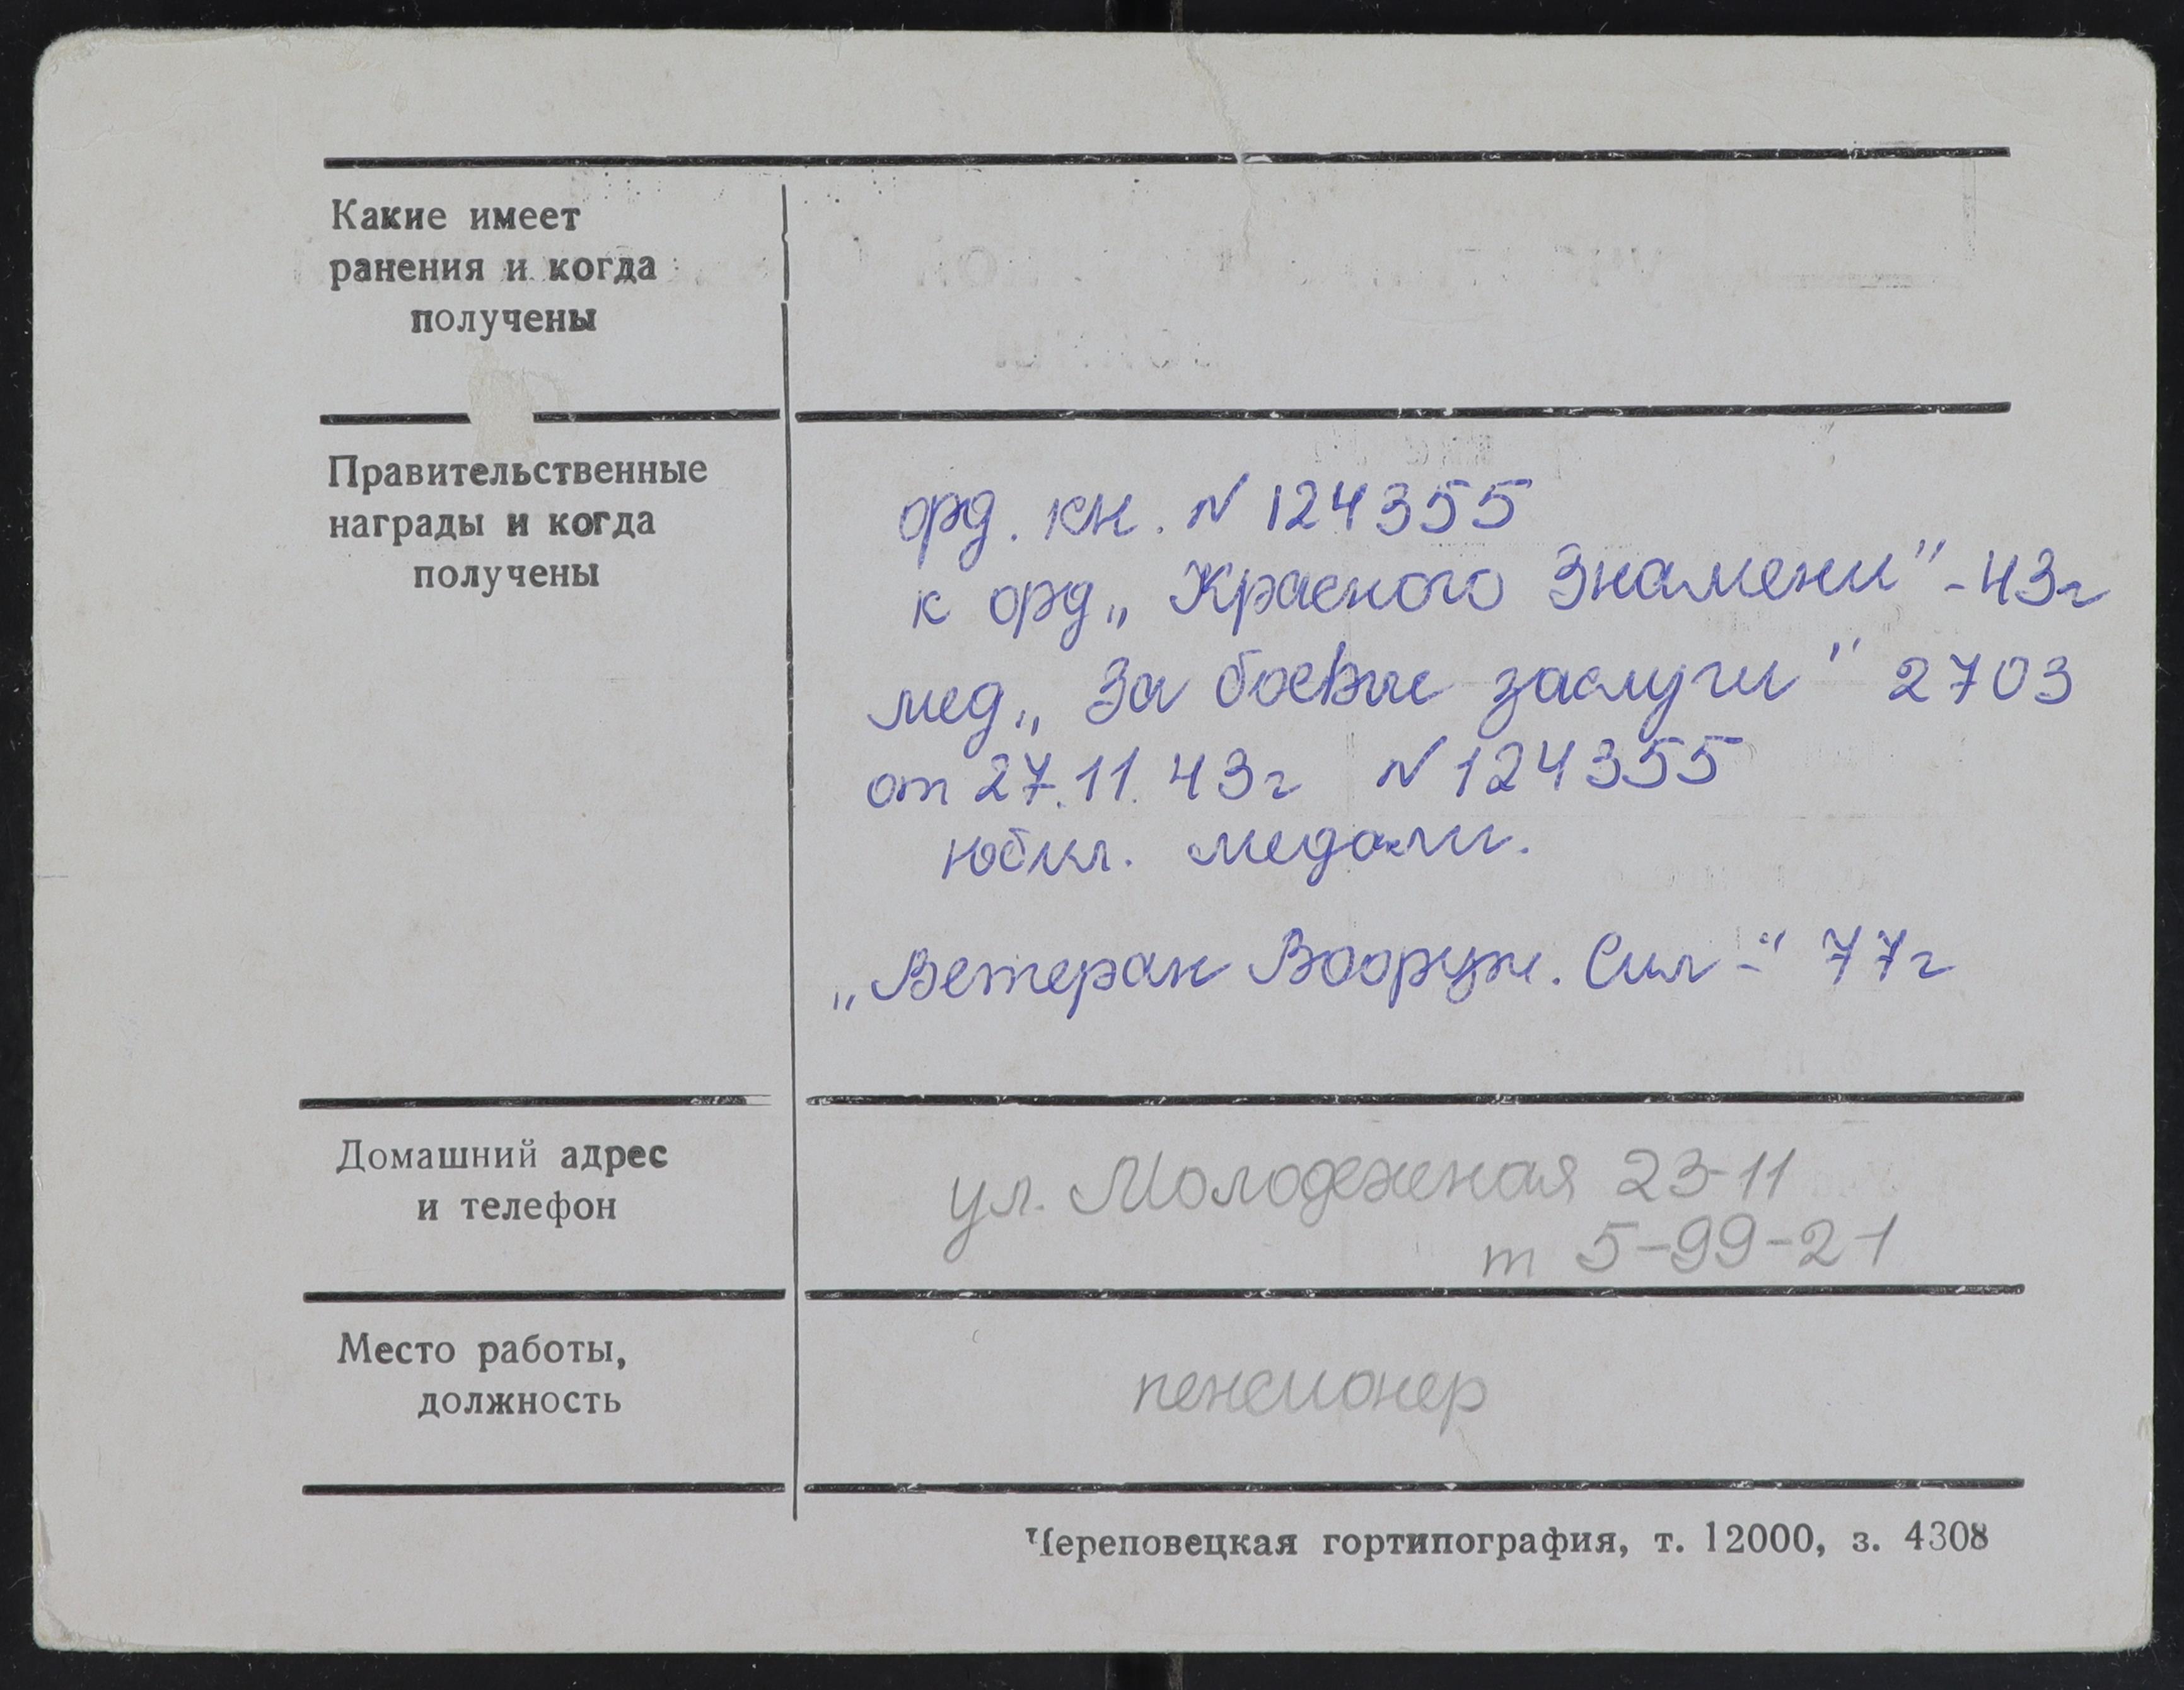 Какие имеет
ранения и когда
получены
Правительственные
награды и когда
получены
орд. кн. N 124355
к орд „Красного Знамени" - 43г
мед „За боевые заслуги" 2703
от 27.11.43г N 124355
юбил. медали.
„Ветеран Вооруж. Сил -" 77г
Домашний адрес
и телефон
ул. Молодежная 23-11
т 5-99-21
Место работы,
должность
пенсионер
Череповецкая гортипография, т. 12000, з. 4308